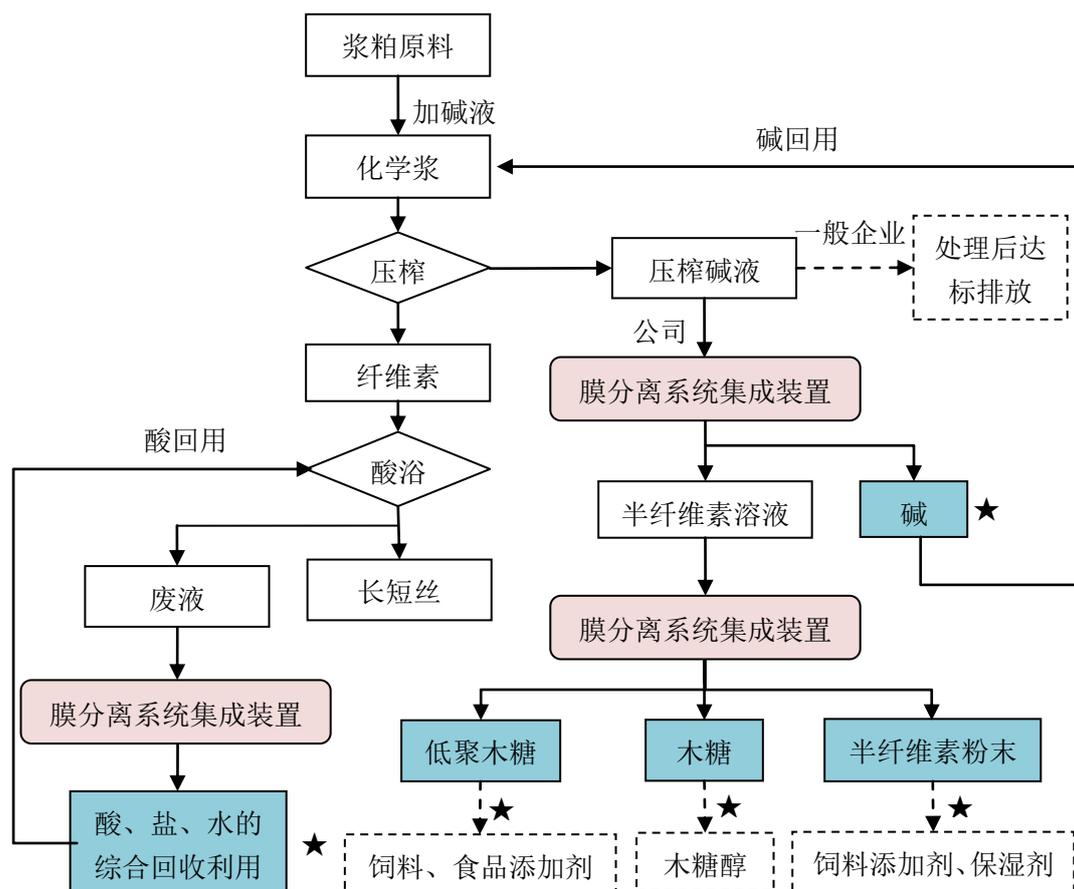 浆粕原料
加碱液
碱回用
化学浆
一般企业
处理后达
标排放
压榨
压榨碱液
公司
纤维素
膜分离系统集成装置
酸回用
酸浴
半纤维素溶液
碱★
废液
长短丝
膜分离系统集成装置
膜分离系统集成装置
低聚木糖
木糖
半纤维素粉末
★
★
★
酸、盐、水的
综合回收利用
★
饲料、食品添加剂
木糖醇
饲料添加剂、保湿剂